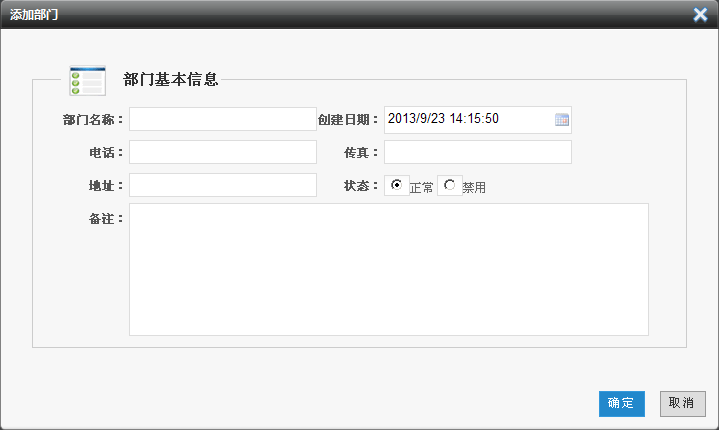 添加部门
部门基本信息
部门名称： 创建日期： 2013/9/23 14:15:50
电话： 传真：
地址： 状态： 正常 禁用
备注：
确定 取消